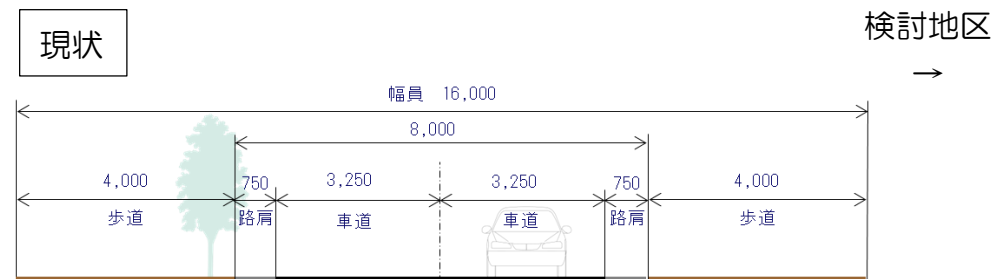 現状
検討地区
→
幅員 16,000
8,000
4,000 750 3,250 3,250 750 4,000
歩道 路肩 車道 車道 路肩 歩道